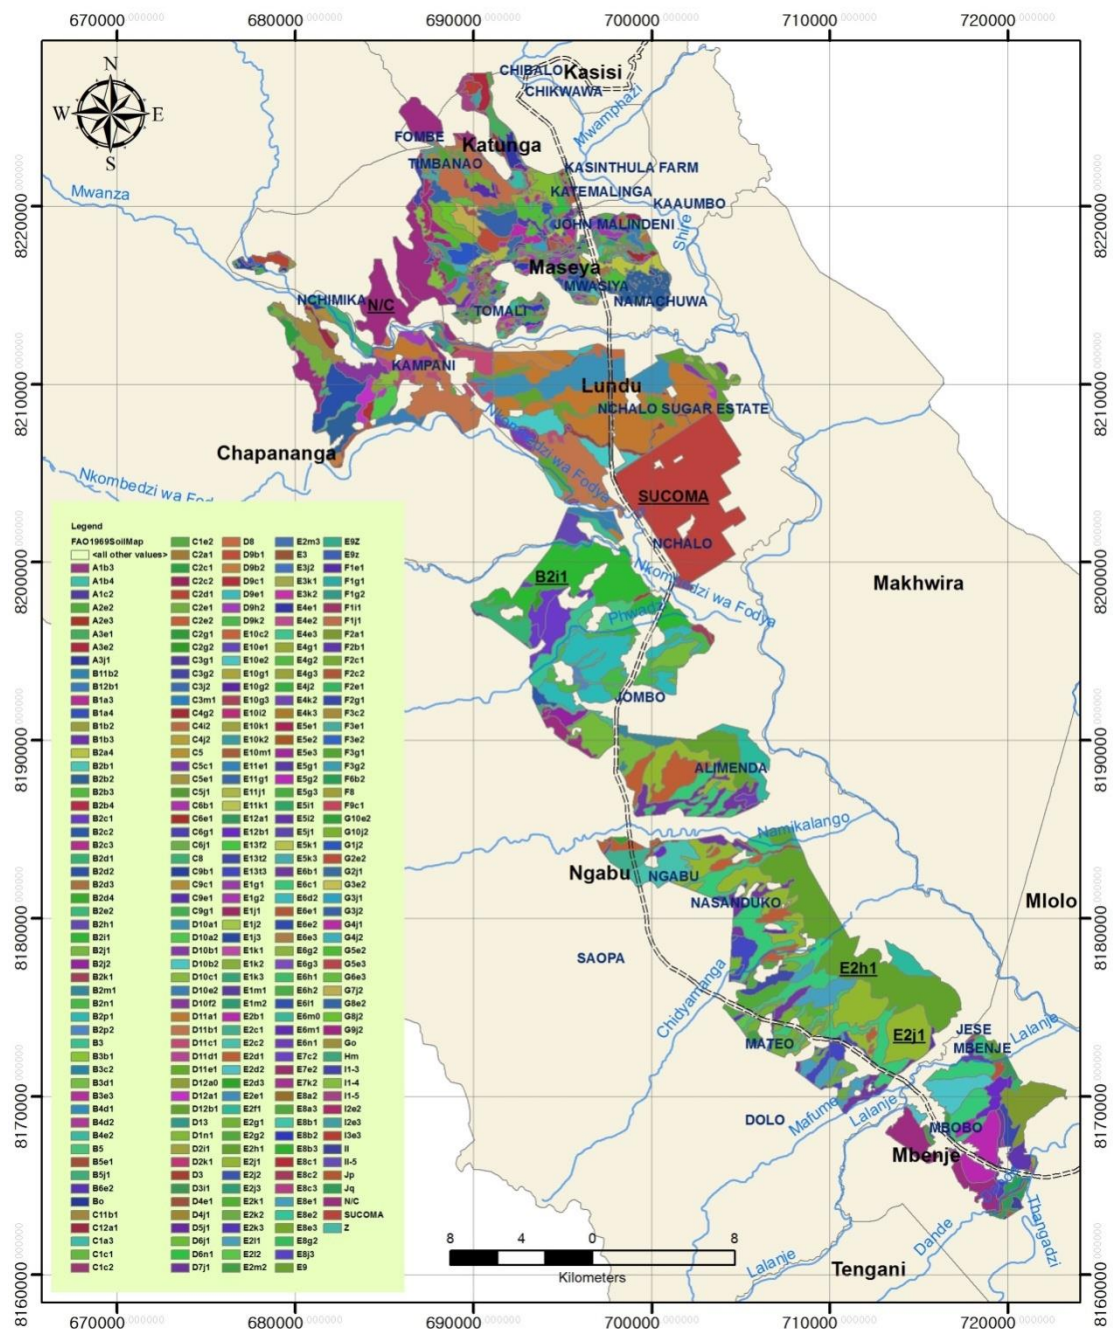 670000.000000 680000.000000 690000.000000 700000.000000 710000.000000 720000.000000
8220000.000000
8210000.000000
8200000.000000
8190000.000000
8180000.000000
8170000.000000
8160000.000000
N
W E
S
CHIBALO
Kasisi
CHIKWAWA
Mwamphazi
FOMBE
Katunga
TIMBANAO
KASINTHULA FARM
KATEMALINGA
KAAUMBO
Mwanza
JOHN MALINDENI
Shire
Maseya
MWASIYA
NCHIMIKA
N/C
TOMALI
NAMACHUWA
KAMPANI
Lundu
NCHALO SUGAR ESTATE
Nkombedzi wa Fodya
Chapananga
Nkombedzi wa Fod
SUCOMA
NCHALO
B2i1
Nkombedzi wa Fodya
Makhwira
Phwadzi
JOMBO
ALIMENDA
Namikalango
Ngabu
NGABU
NASANDUKO
Mlolo
SAOPA
E2h1
Chidyamanga
E2j1
MATEO
JESE
Lalanje
MBENJE
DOLO
Mafume
Lalanje
MBOBO
Mbenje
Thangadzi
Dande
Lalanje
Tengani
8 4 0 8
Kilometers
Legend
FAO1969SoilMap
<all other values>
A1b3
A1b4
A1c2
A2e2
A2e3
A3e1
A3e2
A3j1
B11b2
B12b1
B1a3
B1a4
B1b2
B1b3
B2a4
B2b1
B2b2
B2b3
B2b4
B2c1
B2c2
B2c3
B2d1
B2d2
B2d3
B2d4
B2e2
B2h1
B2i1
B2j1
B2j2
B2k1
B2m1
B2n1
B2p1
B2p2
B3
B3b1
B3c2
B3d1
B3e3
B4d1
B4d2
B4e2
B5
B5e1
B5j1
B6e2
Bo
C11b1
C12a1
C1a3
C1c1
C1c2
C1e2
C2a1
C2c1
C2c2
C2e1
C2e2
C2g1
C2g2
C3g1
C3g2
C3j2
C3m1
C4g2
C4i2
C4j2
C5
C5c1
C5e1
C5j1
C6b1
C6e1
C6g1
C6j1
C8
C9b1
C9c1
C9e1
C9g1
D10a1
D10a2
D10b1
D10b2
D10c1
D10e2
D10f2
D11a1
D11b1
D11c1
D11d1
D11e1
D12a0
D12a1
D12b1
D13
D1n1
D2i1
D2k1
D3
D3i1
D4e1
D4j1
D5j1
D6j1
D6n1
D7j1
D8
D9b1
D9b2
D9c1
D9e1
D9h2
D9k2
E10c2
E10e1
E10e2
E10g1
E10g2
E10g3
E10i2
E10k1
E10k2
E10m1
E11e1
E11g1
E11j1
E11k1
E12a1
E12b1
E13f2
E13t2
E13t3
E1g1
E1g2
E1j1
E1j2
E1j3
E1k1
E1k2
E1k3
E1m1
E1m2
E2b1
E2c1
E2c2
E2d1
E2d2
E2d3
E2e1
E2f1
E2g1
E2g2
E2h1
E2j1
E2j2
E2j3
E2k1
E2k2
E2k3
E2l1
E2l2
E2m2
E2m3
E3
E3j2
E3k1
E3k2
E4e1
E4e2
E4e3
E4g1
E4g2
E4g3
E4j2
E4k2
E4k3
E5e1
E5e2
E5e3
E5g1
E5g2
E5g3
E5i1
E5i2
E5j1
E5k1
E5k3
E6b1
E6c1
E6d2
E6e1
E6e2
E6e3
E6g2
E6g3
E6h1
E6h2
E6l1
E6m0
E6m1
E6n1
E7c2
E7e2
E7k2
E8a2
E8a3
E8b1
E8b2
E8b3
E8c1
E8c2
E8c3
E8e1
E8e2
E8e3
E8g2
E8j3
E9
E9Z
E9z
F1e1
F1g1
F1g2
F1i1
F1j1
F2a1
F2b1
F2c1
F2c2
F2e1
F2g1
F3c2
F3e1
F3e2
F3g1
F3g2
F6b2
F8
F9c1
G10e2
G10j2
G1j2
G2e2
G2j1
G3e2
G3j1
G3j2
G4j1
G4j2
G5e2
G5e3
G6e3
G7j2
G8e2
G8j2
G9j2
Go
Hm
I1-3
I1-4
I1-5
I2e2
I2e3
I3e3
II
II-5
Jp
Jq
N/C
SUCOMA
Z